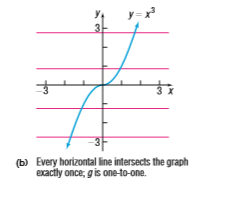 y
y = x³
3
-3
3 x
-3
(b) Every horizontal line intersects the graph
exactly once; g is one-to-one.